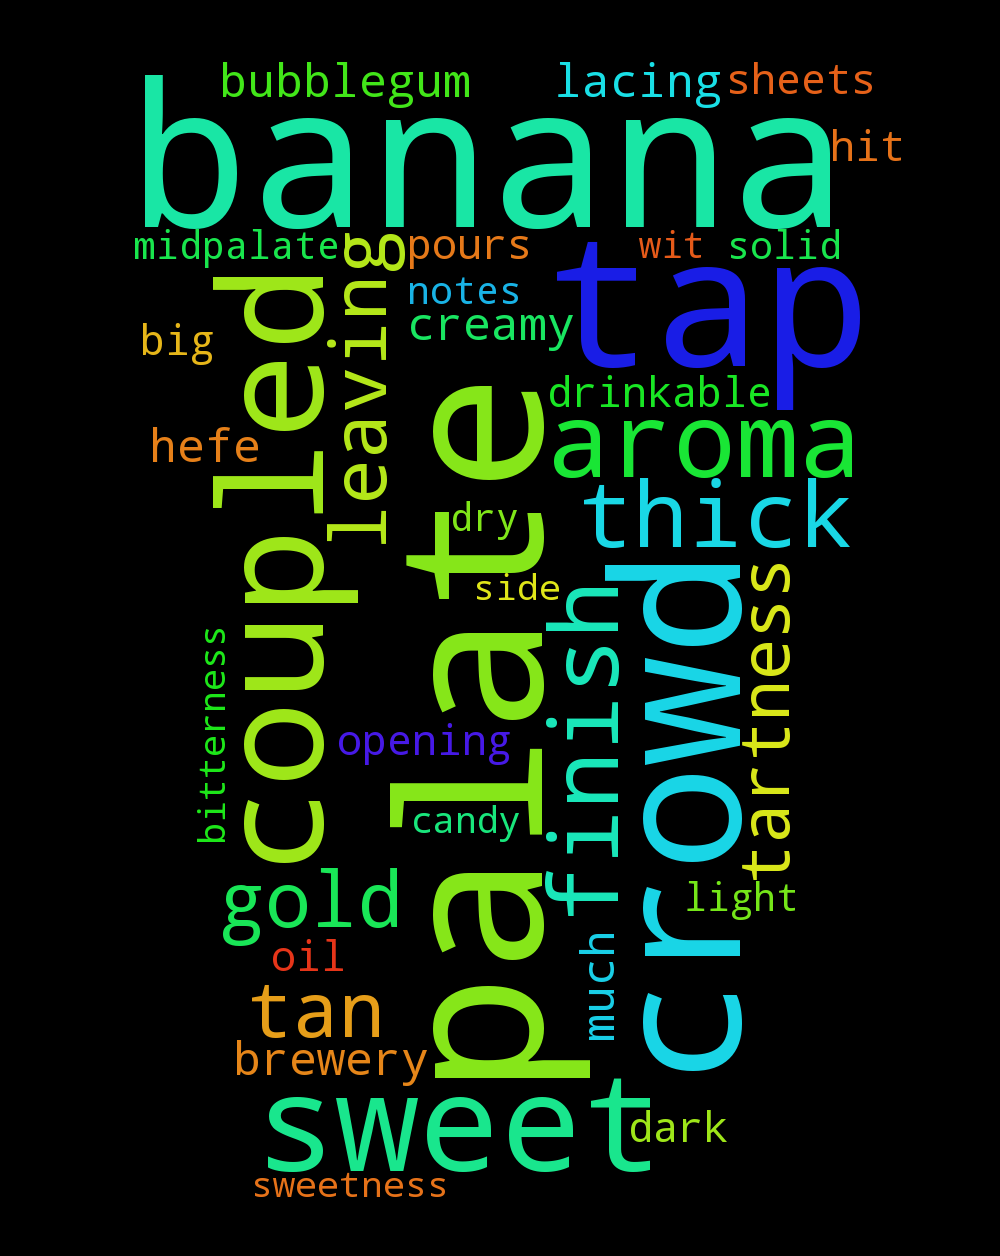 bubblegum
lacing
sheets
banana
hit
midpalate
leaving
pours
wit
solid
tap
notes
coupled
big
creamy
palate
drinkable
hefe
aroma
dry
thick
side
finish
crowd
tartness
bitterness
opening
candy
gold
light
oil
much
tan
brewery
sweet
dark
sweetness